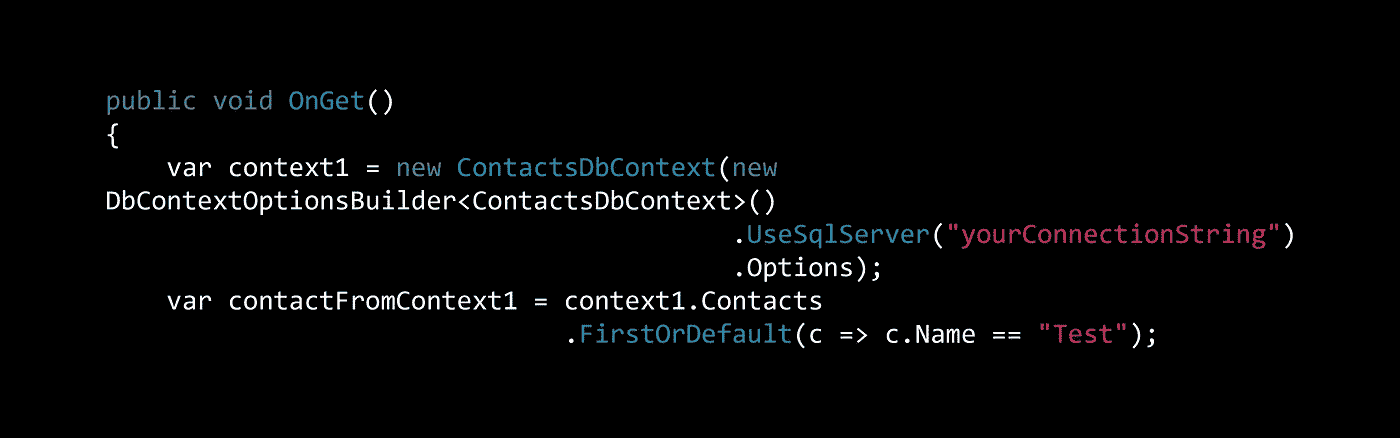 public void OnGet()
{
    var context1 = new ContactsDbContext(new
DbContextOptionsBuilder<ContactsDbContext>()
                                         .UseSqlServer("yourConnectionString")
                                         .Options);
    var contactFromContext1 = context1.Contacts
                              .FirstOrDefault(c => c.Name == "Test");